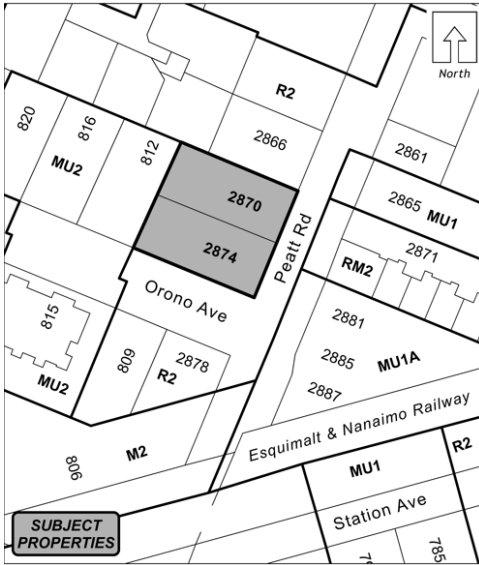 North
R2
820
816
812
MU2
2866
2861
2870
2865 MU1
2874
2871
Peatt Rd
RM2
Orono Ave
2881
815
809
2878
2885
MU1A
R2
2887
MU2
Esquimalt & Nanaimo Railway
M2
806
MU1
R2
Station Ave
SUBJECT
PROPERTIES
785